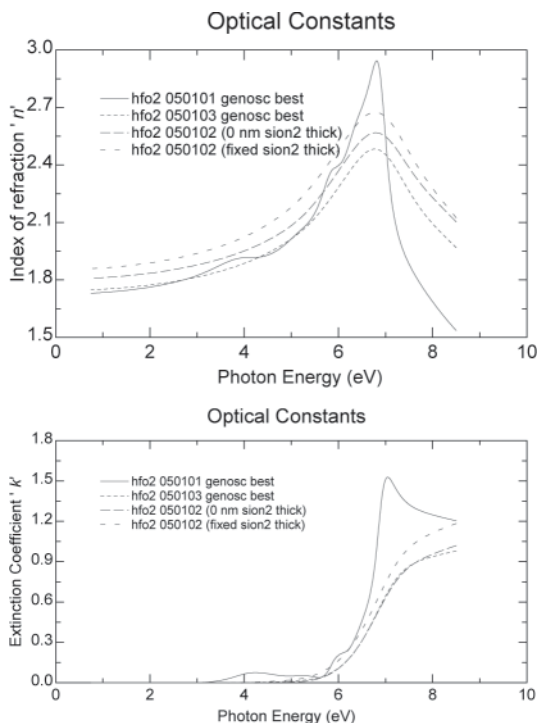 Optical Constants
3.0
2.7
2.4
2.1
1.8
1.5
Index of refraction ' n'
hfo2 050101 genosc best
hfo2 050103 genosc best
hfo2 050102 (0 nm sion2 thick)
hfo2 050102 (fixed sion2 thick)
0 2 4 6 8 10
Photon Energy (eV)
Optical Constants
1.8
1.5
1.2
0.9
0.6
0.3
0.0
Extinction Coefficient ' k'
hfo2 050101 genosc best
hfo2 050103 genosc best
hfo2 050102 (0 nm sion2 thick)
hfo2 050102 (fixed sion2 thick)
0 2 4 6 8 10
Photon Energy (eV)